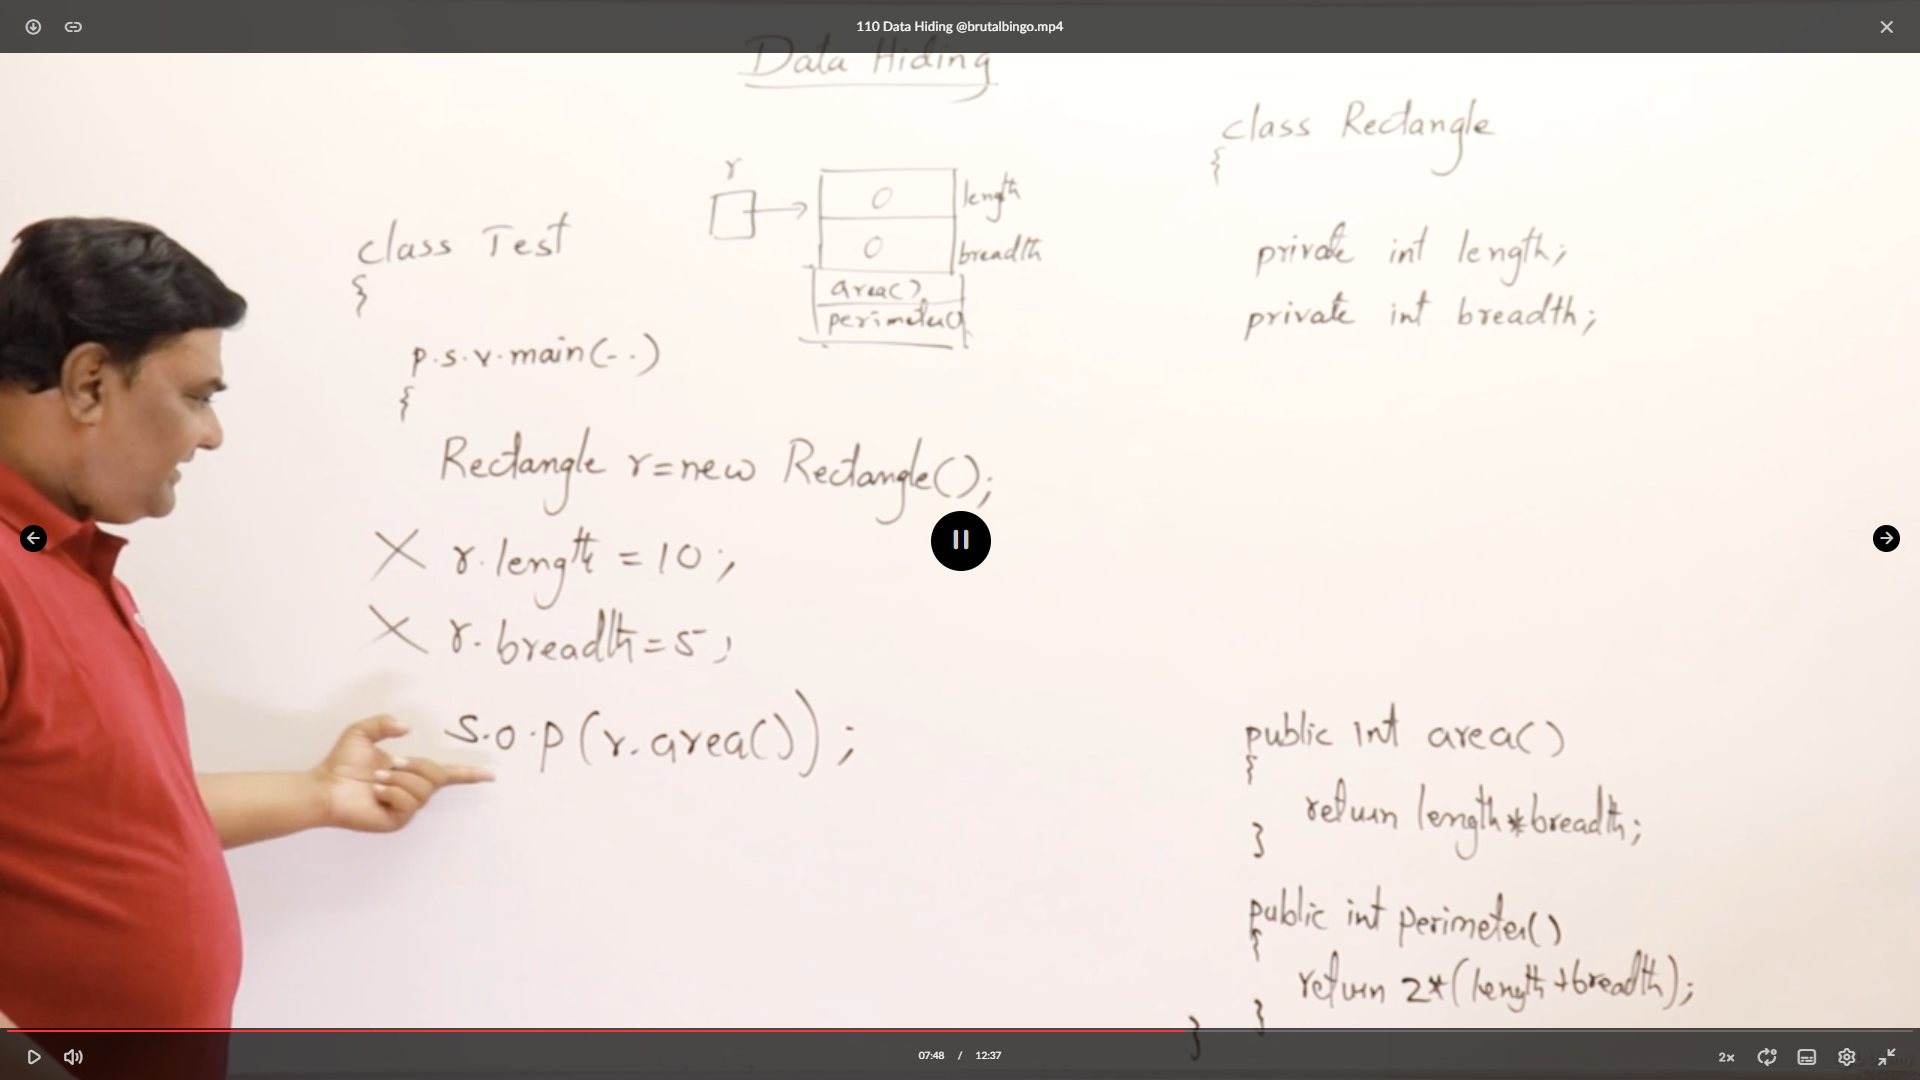 110 Data Hiding @brutalbingo.mp4
Data Hiding
class Test
{
p.s.v.main(-.)
{
Rectangle r=new Rectangle();
X r.length = 10;
X r.breadth=5;
s.o.p(r.area());
r
0 length
0 breadth
area()
perimeter()
class Rectangle
{
private int length;
private int breadth;
public int area()
{
return length*breadth;
}
public int perimeter()
{
return 2*(length+breadth);
}
}
07:48 / 12:37
2x